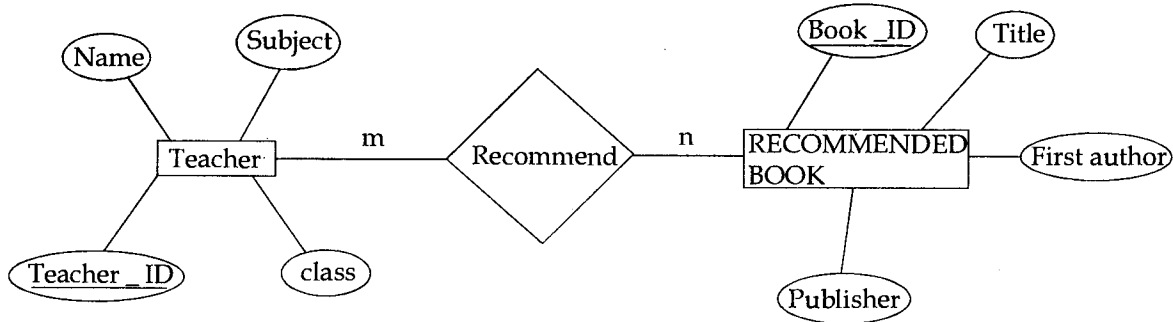 Name
Subject
Book _ID
Title
Teacher
m
Recommend
n
RECOMMENDED
BOOK
First author
Teacher _ ID
class
Publisher